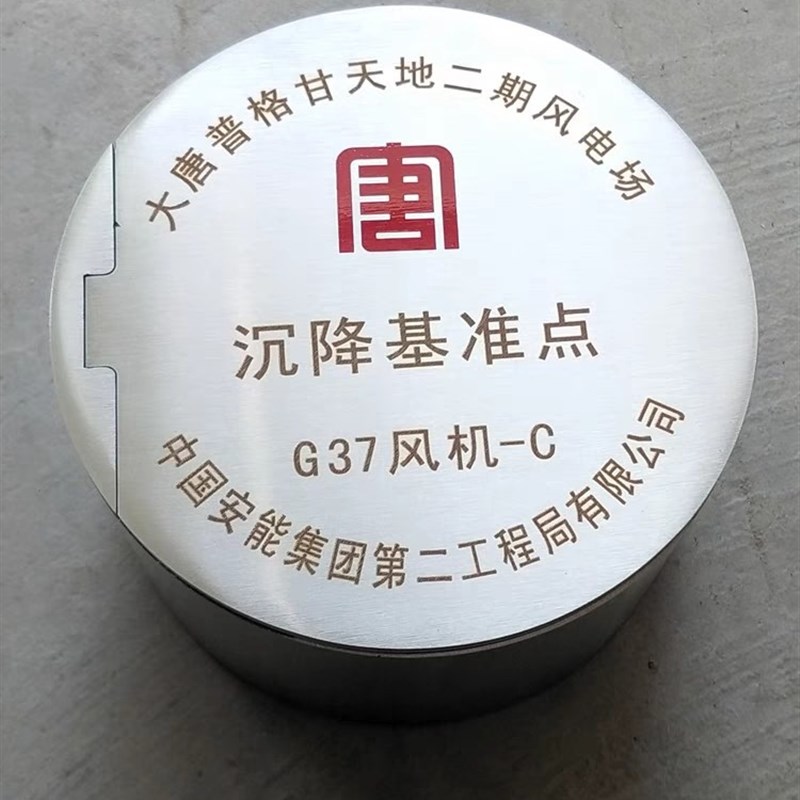 大唐普格甘天地二期风电场
唐
沉降基准点
G37风机-C
中国安能集团第二工程局有限公司